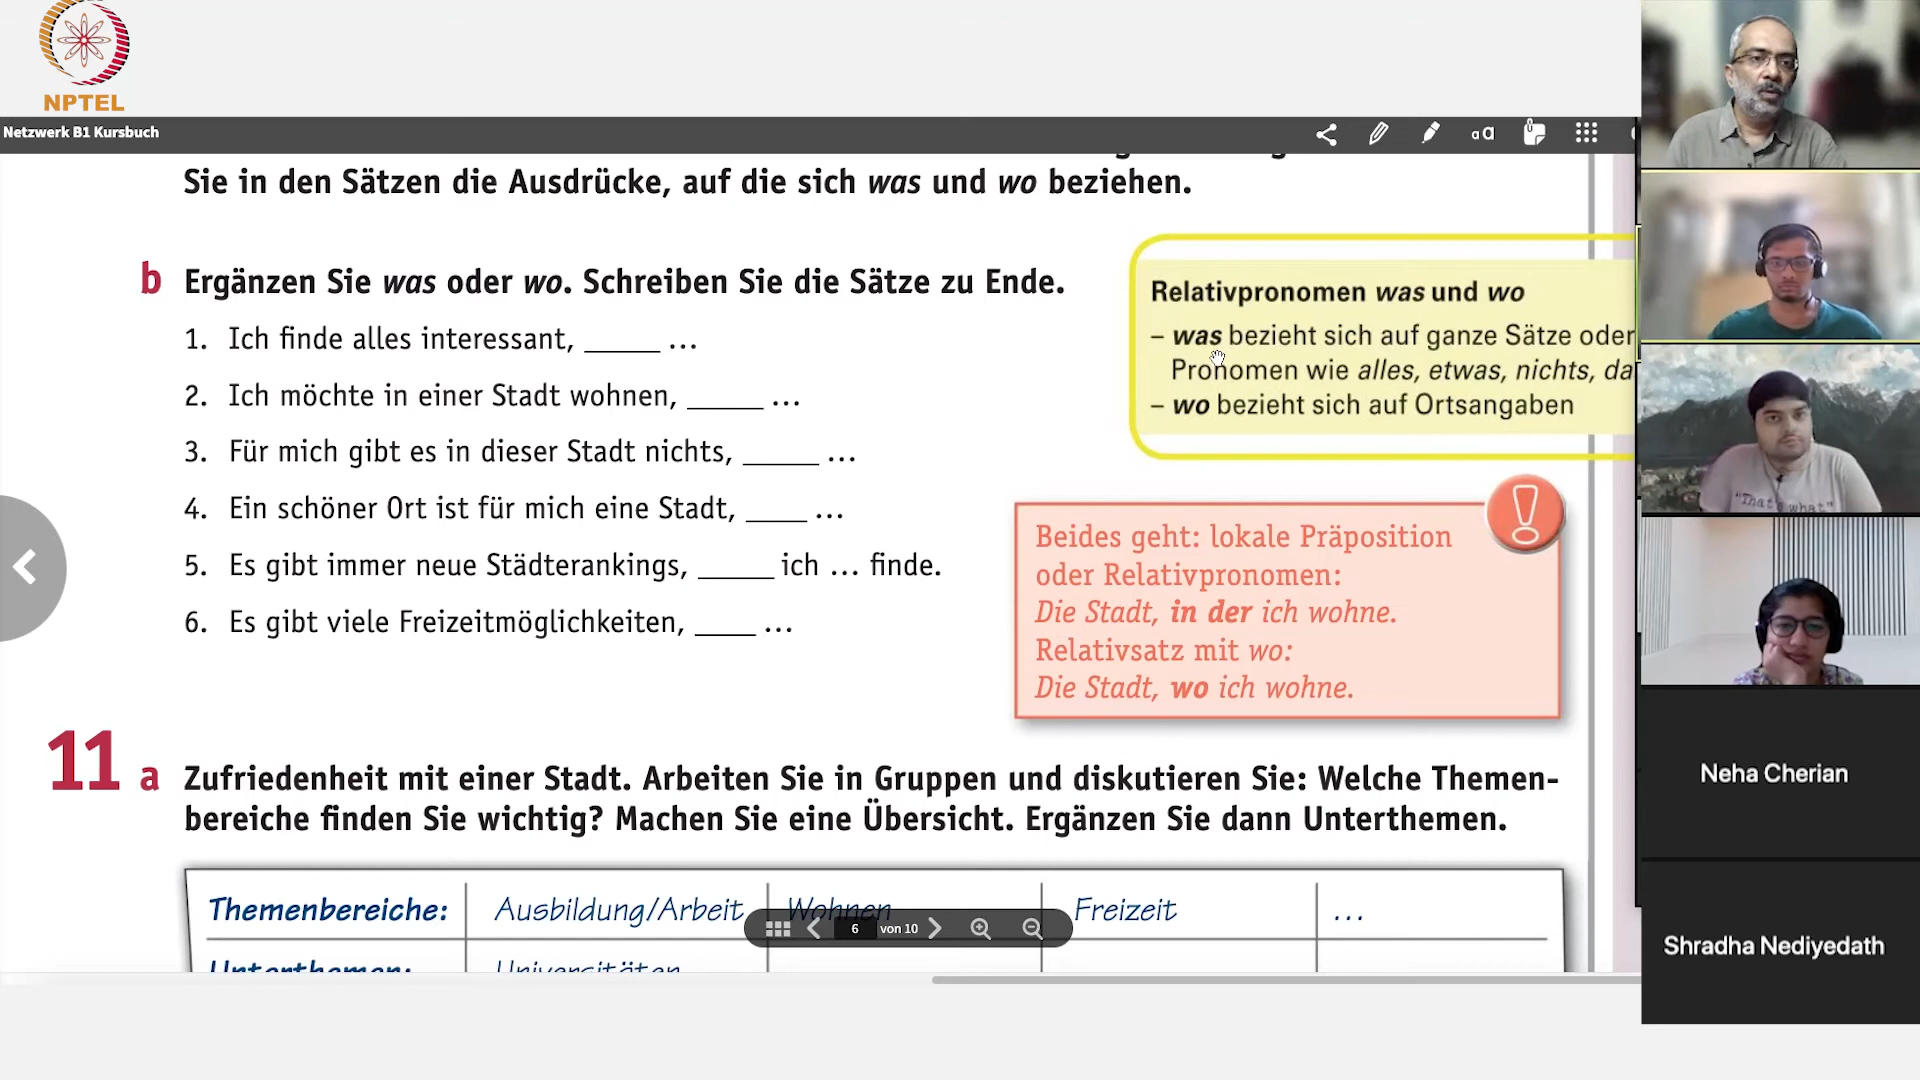 NPTEL
Netzwerk B1 Kursbuch
Sie in den Sätzen die Ausdrücke, auf die sich was und wo beziehen.
b Ergänzen Sie was oder wo. Schreiben Sie die Sätze zu Ende.
1. Ich finde alles interessant, _____ ...
2. Ich möchte in einer Stadt wohnen, _____ ...
3. Für mich gibt es in dieser Stadt nichts, _____ ...
4. Ein schöner Ort ist für mich eine Stadt, ____ ...
5. Es gibt immer neue Städterankings, _____ ich ... finde.
6. Es gibt viele Freizeitmöglichkeiten, ____ ...
Relativpronomen was und wo
– was bezieht sich auf ganze Sätze oder
Pronomen wie alles, etwas, nichts, da
– wo bezieht sich auf Ortsangaben
Beides geht: lokale Präposition
oder Relativpronomen:
Die Stadt, in der ich wohne.
Relativsatz mit wo:
Die Stadt, wo ich wohne.
11 a Zufriedenheit mit einer Stadt. Arbeiten Sie in Gruppen und diskutieren Sie: Welche Themen-
bereiche finden Sie wichtig? Machen Sie eine Übersicht. Ergänzen Sie dann Unterthemen.
Themenbereiche: Ausbildung/Arbeit Wohnen Freizeit ...
Unterthemen: Universitäten
6 von 10
"That's what"
Neha Cherian
Shradha Nediyedath